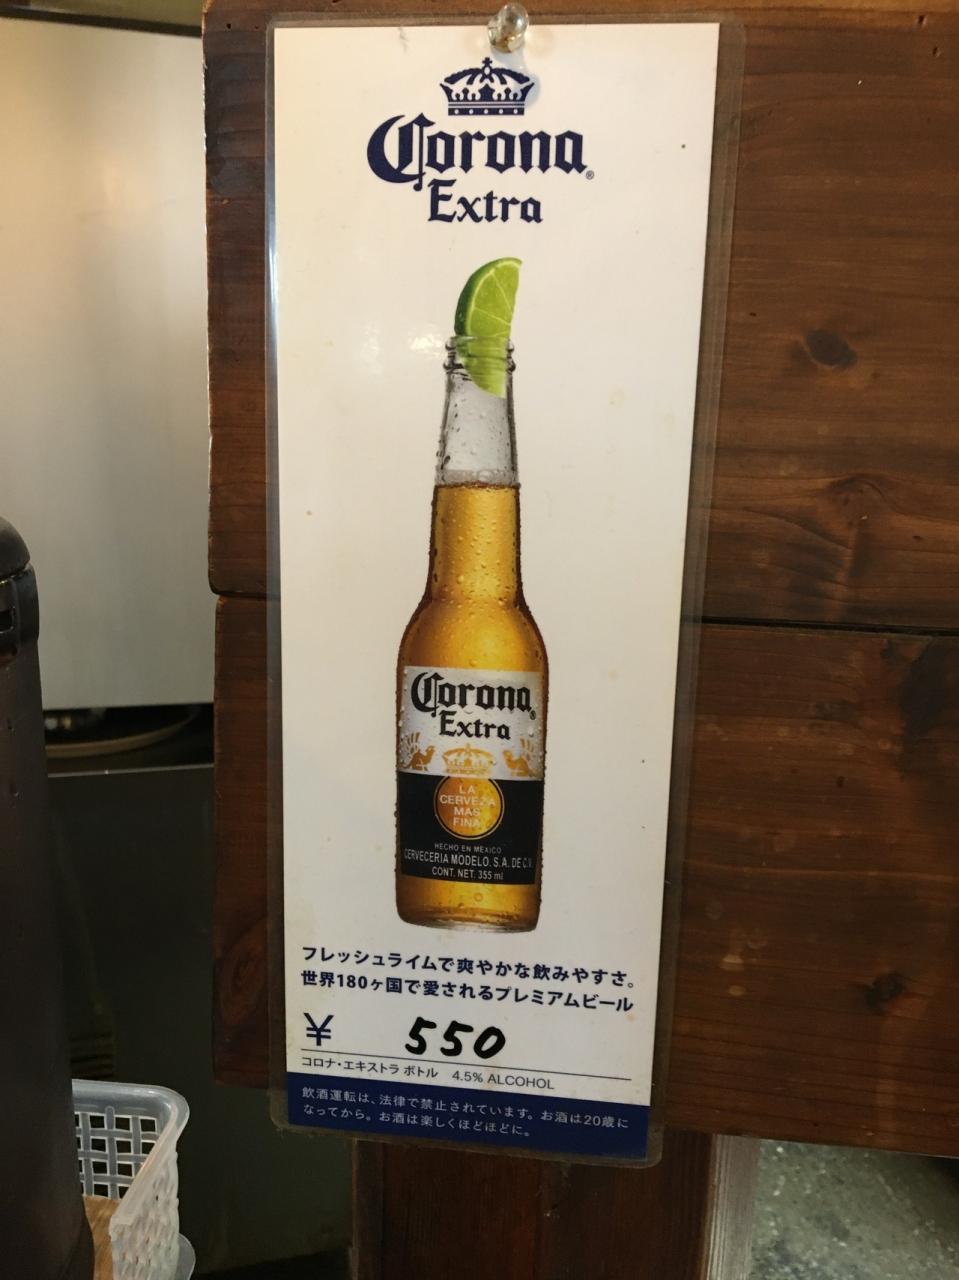 Corona®
Extra
Corona®
Extra
LA
CERVEZA
MAS
FINA
HECHO EN MEXICO
CERVECERIA MODELO. S.A. DE C.V.
CONT. NET. 355 ml
フレッシュライムで爽やかな飲みやすさ。
世界180ヶ国で愛されるプレミアムビール
¥ 550
コロナ・エキストラ ボトル 4.5% ALCOHOL
飲酒運転は、法律で禁止されています。お酒は20歳に
なってから。お酒は楽しくほどほどに。